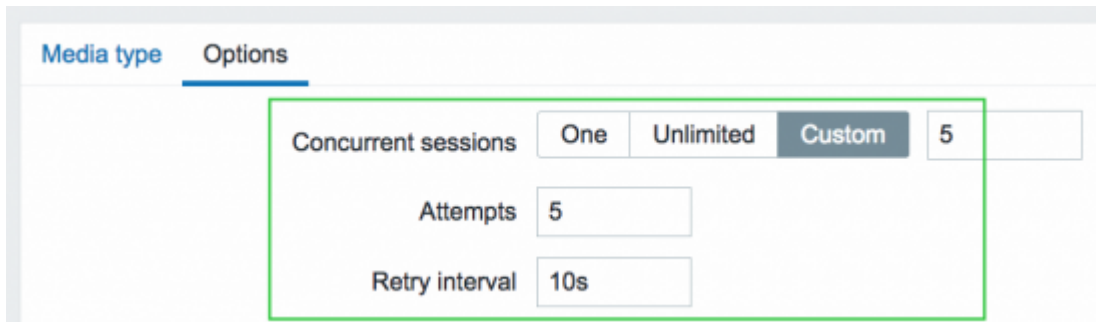 Media type Options
Concurrent sessions One Unlimited Custom 5
Attempts 5
Retry interval 10s